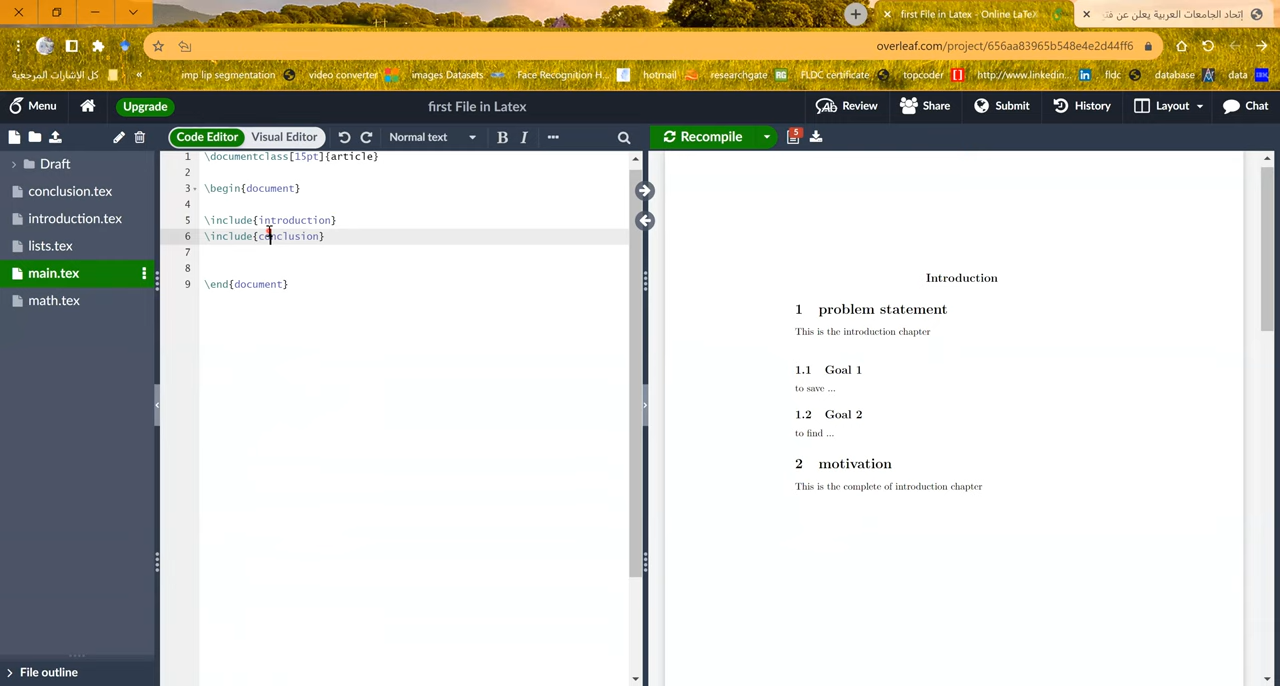 first File in Latex - Online LaTeX
إتحاد الجامعات العربية يعلن عن فتح
overleaf.com/project/656aa83965b548e4e2d44ff6
كل الإشارات المرجعية
«
imp lip segmentation
video converter
images Datasets
Face Recognition H...
hotmail
researchgate
FLDC certificate
topcoder
http://www.linkedin...
fldc
database
data
Menu
Upgrade
first File in Latex
Review
Share
Submit
History
Layout
Chat
Code Editor
Visual Editor
Normal text
B
I
Recompile
5
Draft
conclusion.tex
introduction.tex
lists.tex
main.tex
math.tex
File outline
1 \documentclass[15pt]{article}
2
3 \begin{document}
4
5 \include{introduction}
6 \include{conclusion}
7
8
9 \end{document}
Introduction
1 problem statement
This is the introduction chapter
1.1 Goal 1
to save ...
1.2 Goal 2
to find ...
2 motivation
This is the complete of introduction chapter